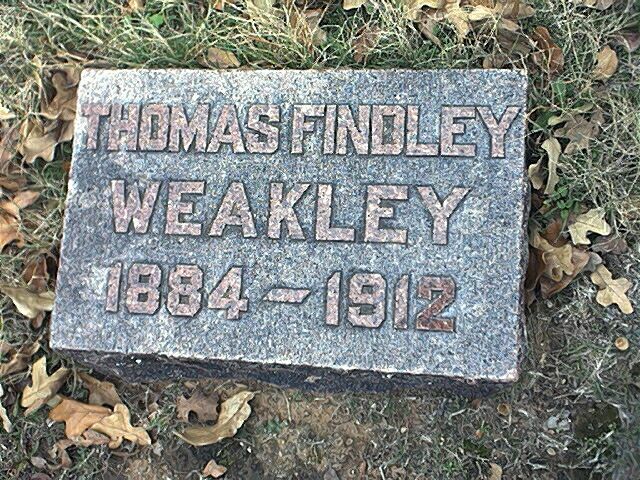 THOMAS FINDLEY
WEAKLEY
1884 - 1912